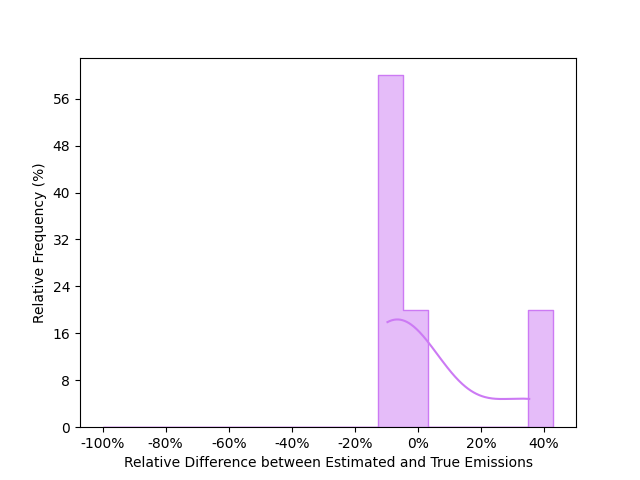 Relative Frequency (%)
56
48
40
32
24
16
8
0
-100% -80% -60% -40% -20% 0% 20% 40%
Relative Difference between Estimated and True Emissions